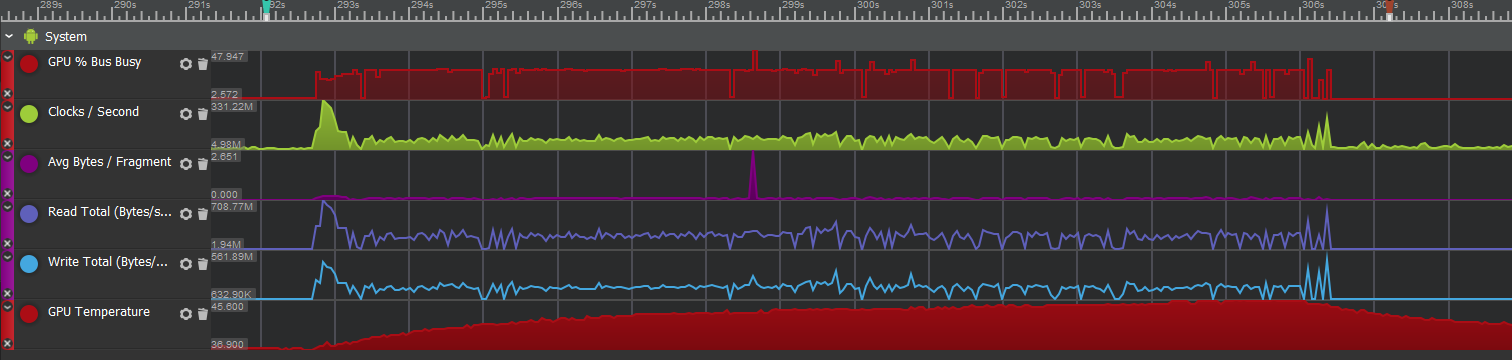 289s 290s 291s 292s 293s 294s 295s 296s 297s 298s 299s 300s 301s 302s 303s 304s 305s 306s 308s
System
GPU % Bus Busy
47.947
2.572
Clocks / Second
331.22M
4.98M
Avg Bytes / Fragment
2.651
0.000
Read Total (Bytes/s...
708.77M
1.94M
Write Total (Bytes/...
561.89M
632.99K
GPU Temperature
45.600
36.900